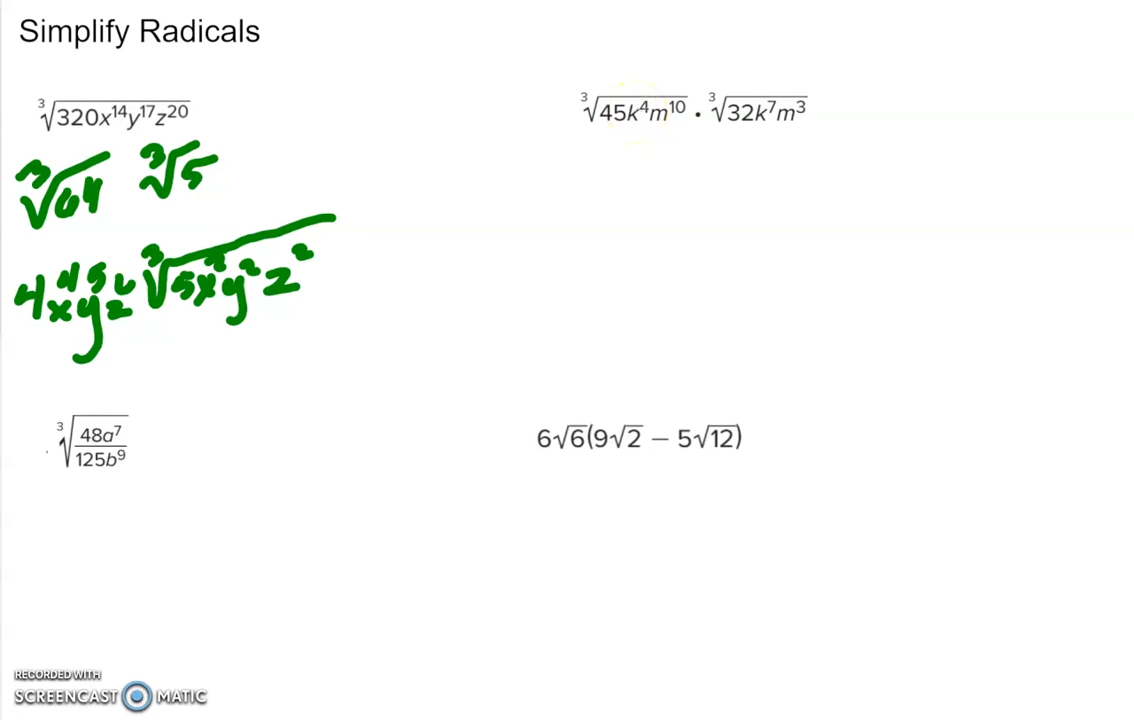 Simplify Radicals
∛(320x¹⁴y¹⁷z²⁰)
∛64 ∛5
4x⁴y⁵z⁶ ∛(5x²y²z²)
∛(45k⁴m¹⁰) · ∛(32k⁷m³)
∛(48a⁷/125b⁹)
6√6(9√2 − 5√12)
RECORDED WITH
SCREENCAST MATIC